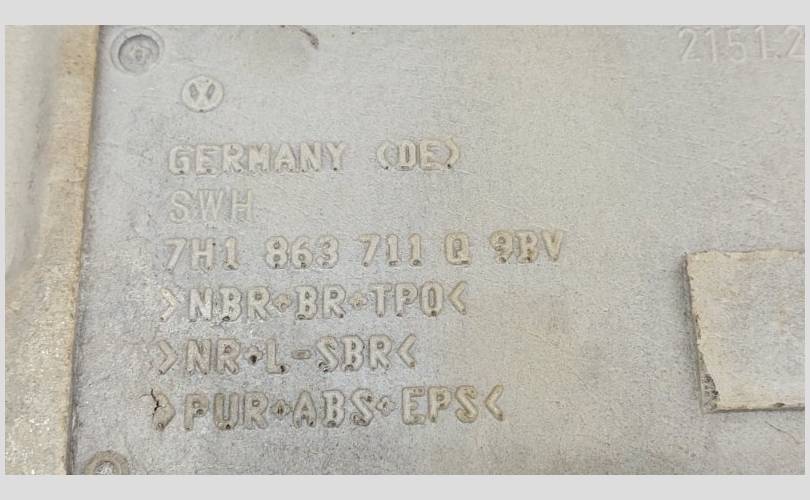 2151.2
GERMANY (DE)
SWH
7H1 863 711 Q 9BV
>NBR+BR+TPO<
>NR+L-SBR<
>PUR+ABS+EPS<